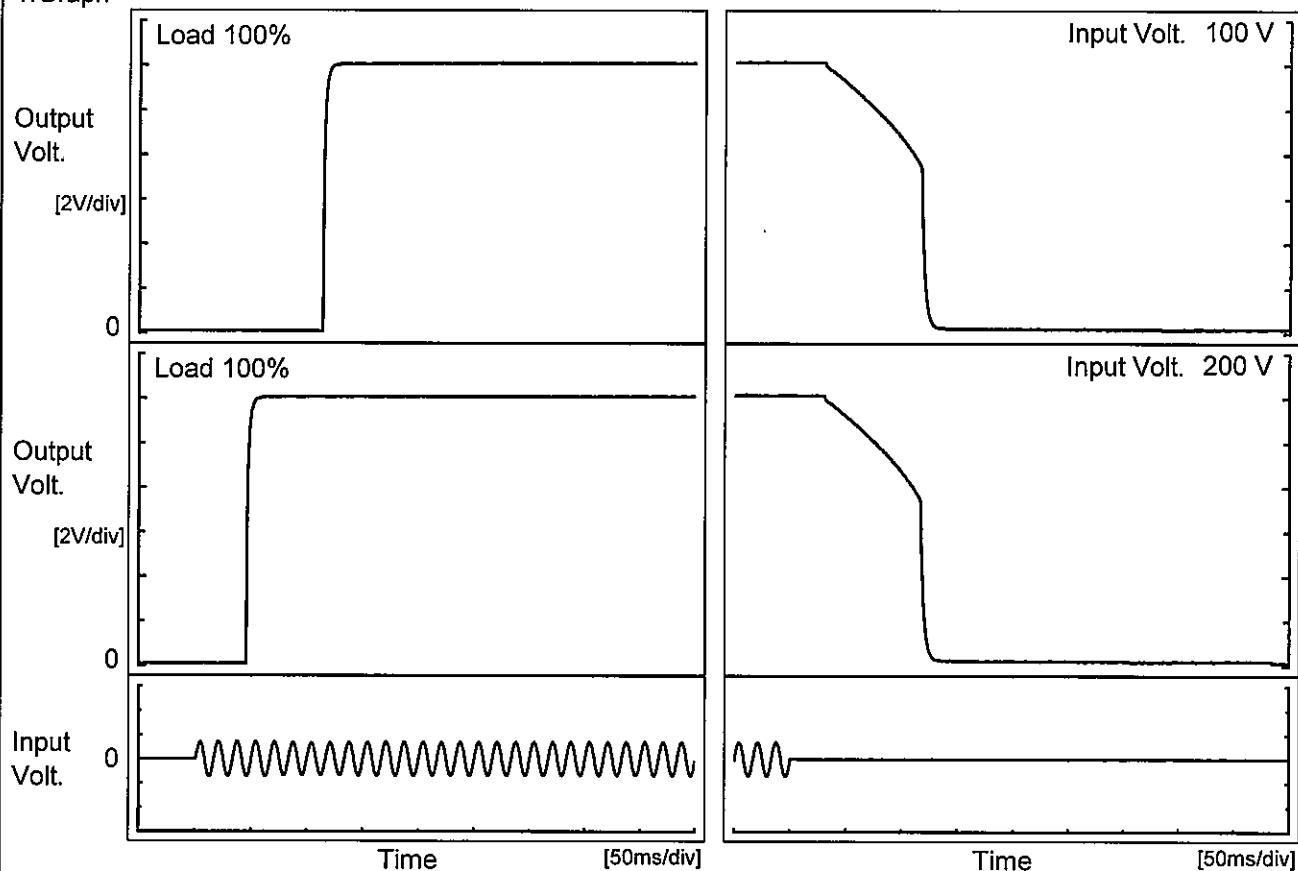 Load 100%
Input Volt. 100 V
Output
Volt.
[2V/div]
0
Load 100%
Input Volt. 200 V
Output
Volt.
[2V/div]
0
Input
Volt.
0
Time
[50ms/div]
Time
[50ms/div]